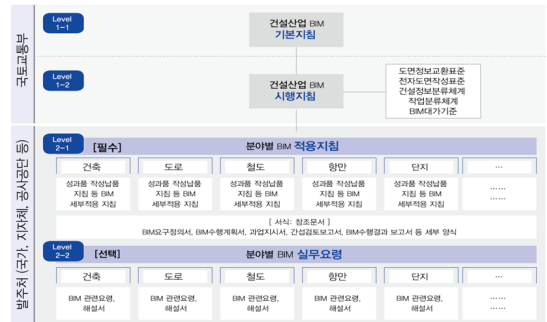 국토교통부
Level
1-1
건설산업 BIM
기본지침
Level
1-2
건설산업 BIM
시행지침
도면정보교환표준
전자도면작성표준
건설정보분류체계
작업분류체계
BIM대가기준
발주처 (국가, 지자체, 공사공단 등)
Level
2-1
[필수]
분야별 BIM 적용지침
건축 도로 철도 항만 단지 ...
성과품 작성납품 성과품 작성납품 성과품 작성납품 성과품 작성납품 성과품 작성납품
지침 등 BIM 지침 등 BIM 지침 등 BIM 지침 등 BIM 지침 등 BIM ......
세부적용 지침 세부적용 지침 세부적용 지침 세부적용 지침 세부적용 지침 ......
[ 서식: 참조문서 ]
BIM요구정의서, BIM수행계획서, 과업지시서, 간섭검토보고서, BIM수행결과 보고서 등 세부 양식
Level
2-2
[선택]
분야별 BIM 실무요령
건축 도로 철도 항만 단지 ...
BIM 관련요령, BIM 관련요령, BIM 관련요령, BIM 관련요령, BIM 관련요령, ......
해설서 해설서 해설서 해설서 해설서 ......